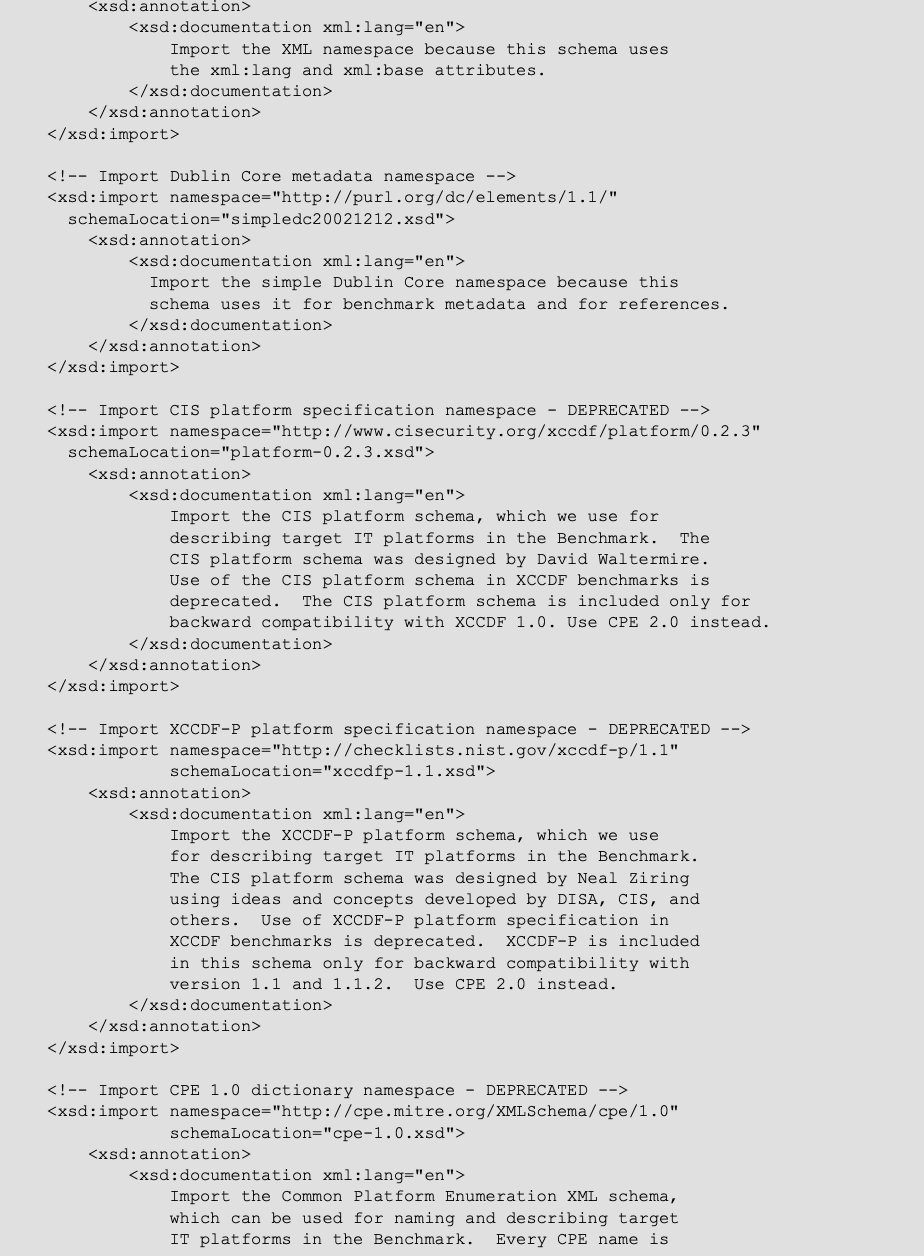 <xsd:annotation>
<xsd:documentation xml:lang="en">
Import the XML namespace because this schema uses
the xml:lang and xml:base attributes.
</xsd:documentation>
</xsd:annotation>
</xsd:import>
<!-- Import Dublin Core metadata namespace -->
<xsd:import namespace="http://purl.org/dc/elements/1.1/"
schemaLocation="simpledc20021212.xsd">
<xsd:annotation>
<xsd:documentation xml:lang="en">
Import the simple Dublin Core namespace because this
schema uses it for benchmark metadata and for references.
</xsd:documentation>
</xsd:annotation>
</xsd:import>
<!-- Import CIS platform specification namespace - DEPRECATED -->
<xsd:import namespace="http://www.cisecurity.org/xccdf/platform/0.2.3"
schemaLocation="platform-0.2.3.xsd">
<xsd:annotation>
<xsd:documentation xml:lang="en">
Import the CIS platform schema, which we use for
describing target IT platforms in the Benchmark.  The
CIS platform schema was designed by David Waltermire.
Use of the CIS platform schema in XCCDF benchmarks is
deprecated.  The CIS platform schema is included only for
backward compatibility with XCCDF 1.0. Use CPE 2.0 instead.
</xsd:documentation>
</xsd:annotation>
</xsd:import>
<!-- Import XCCDF-P platform specification namespace - DEPRECATED -->
<xsd:import namespace="http://checklists.nist.gov/xccdf-p/1.1"
schemaLocation="xccdfp-1.1.xsd">
<xsd:annotation>
<xsd:documentation xml:lang="en">
Import the XCCDF-P platform schema, which we use
for describing target IT platforms in the Benchmark.
The CIS platform schema was designed by Neal Ziring
using ideas and concepts developed by DISA, CIS, and
others.  Use of XCCDF-P platform specification in
XCCDF benchmarks is deprecated.  XCCDF-P is included
in this schema only for backward compatibility with
version 1.1 and 1.1.2.  Use CPE 2.0 instead.
</xsd:documentation>
</xsd:annotation>
</xsd:import>
<!-- Import CPE 1.0 dictionary namespace - DEPRECATED -->
<xsd:import namespace="http://cpe.mitre.org/XMLSchema/cpe/1.0"
schemaLocation="cpe-1.0.xsd">
<xsd:annotation>
<xsd:documentation xml:lang="en">
Import the Common Platform Enumeration XML schema,
which can be used for naming and describing target
IT platforms in the Benchmark.  Every CPE name is